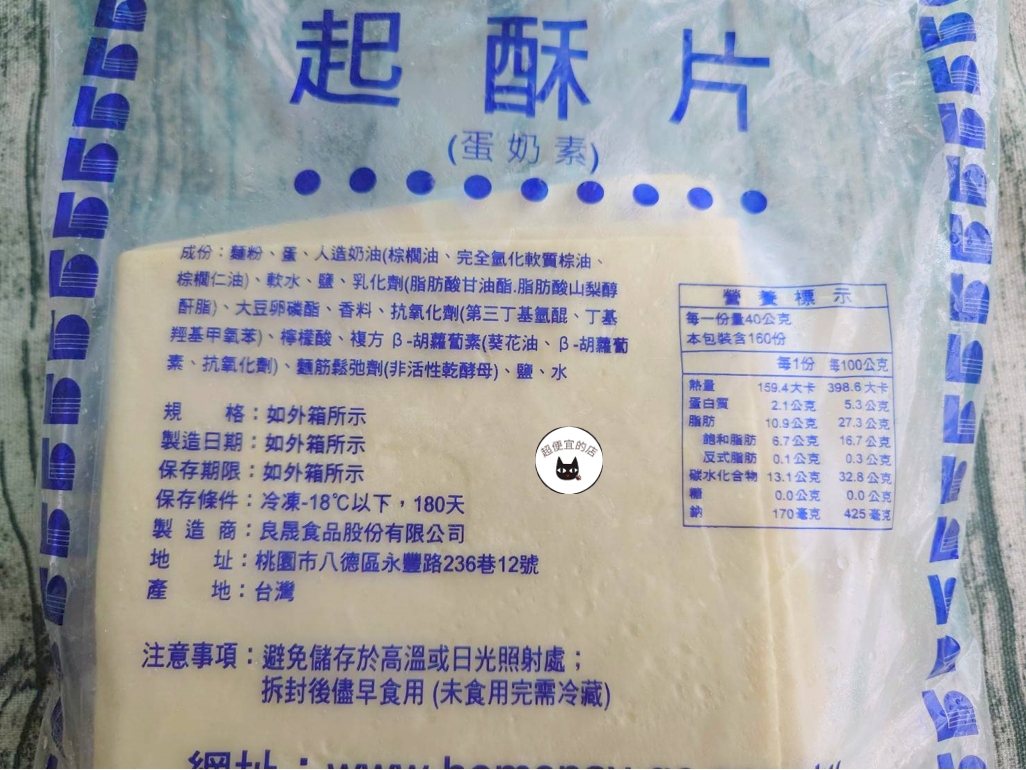 起酥片
(蛋奶素)
成份：麵粉、蛋、人造奶油(棕櫚油、完全氫化軟質棕油、
棕櫚仁油)、軟水、鹽、乳化劑(脂肪酸甘油酯.脂肪酸山梨醇
酐脂)、大豆卵磷酯、香料、抗氧化劑(第三丁基氫醌、丁基
羥基甲氧苯)、檸檬酸、複方β-胡蘿蔔素(葵花油、β-胡蘿蔔
素、抗氧化劑)、麵筋鬆弛劑(非活性乾酵母)、鹽、水
規格：如外箱所示
製造日期：如外箱所示
保存期限：如外箱所示
保存條件：冷凍-18℃以下，180天
製造商：良晟食品股份有限公司
地址：桃園市八德區永豐路236巷12號
產地：台灣
注意事項：避免儲存於高溫或日光照射處；
拆封後儘早食用(未食用完需冷藏)
營養標示
每一份量40公克
本包裝含160份
每1份 每100公克
熱量 159.4大卡 398.6大卡
蛋白質 2.1公克 5.3公克
脂肪 10.9公克 27.3公克
飽和脂肪 6.7公克 16.7公克
反式脂肪 0.1公克 0.3公克
碳水化合物 13.1公克 32.8公克
糖 0.0公克 0.0公克
鈉 170毫克 425毫克
超便宜的店
網址：